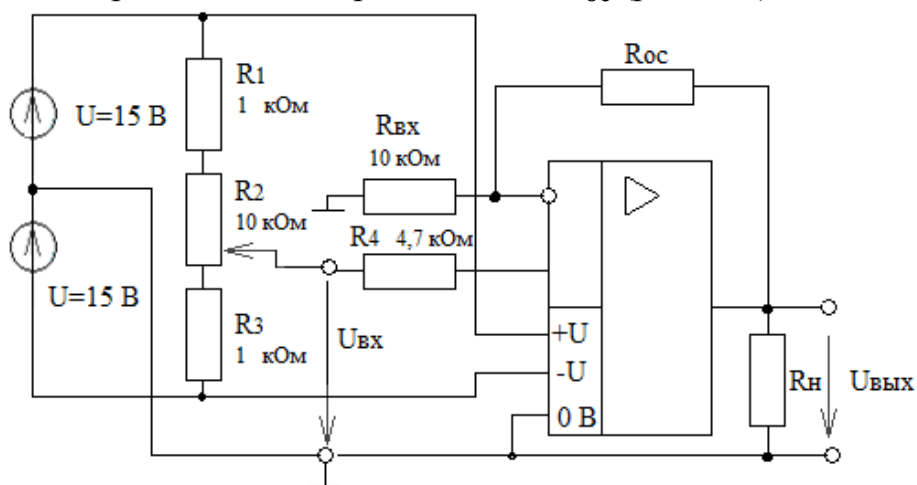 R1
1 кОм
U=15 В
R2
10 кОм
U=15 В
R3
1 кОм
Rвх
10 кОм
R4 4,7 кОм
Uвх
Rос
+U
-U
0 В
Rн
Uвых